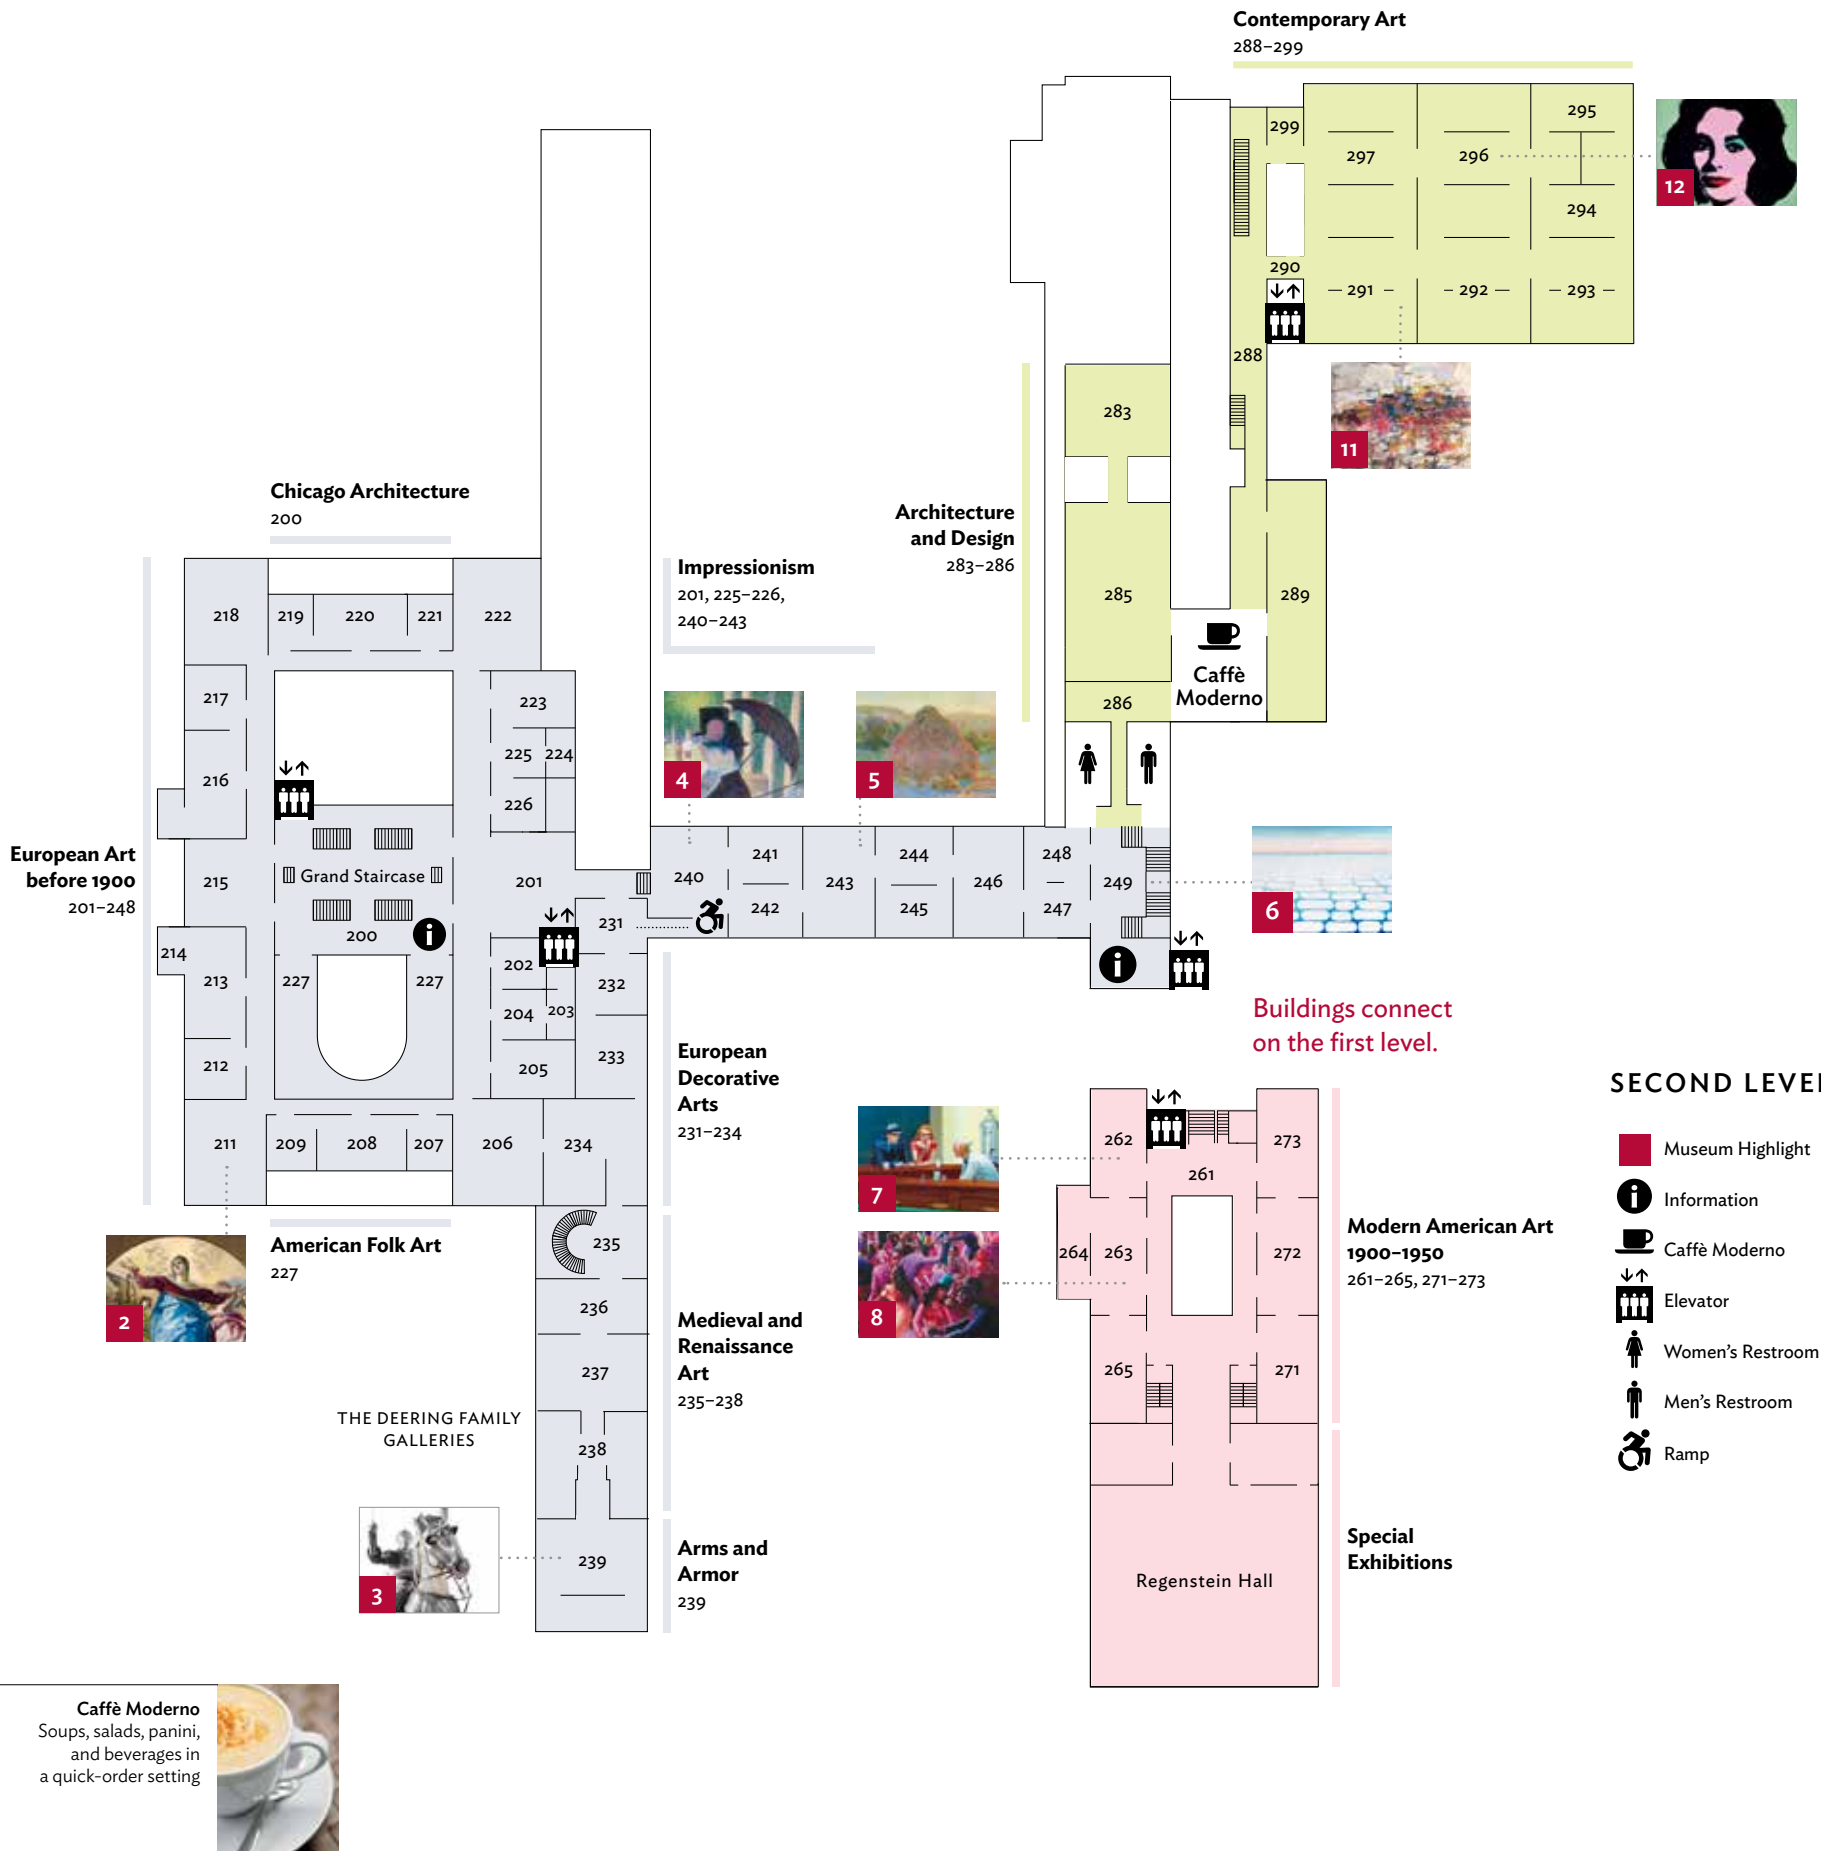 Contemporary Art
288–299
299
295
297
296
12
294
290
291
292
293
288
11
283
Chicago Architecture
200
Architecture
and Design
283–286
Impressionism
201, 225–226,
240–243
285
289
218
219
220
221
222
Caffè
Moderno
217
223
286
225
224
216
226
4
5
European Art
before 1900
201–248
215
Grand Staircase
201
240
241
242
243
244
245
246
248
247
249
6
200
231
214
213
227
227
202
232
204
203
212
205
233
Buildings connect
on the first level.
European
Decorative
Arts
231–234
211
209
208
207
206
234
7
262
273
261
SECOND LEVEL
Museum Highlight
Information
Caffè Moderno
Elevator
Women's Restroom
Men's Restroom
Ramp
2
American Folk Art
227
235
236
Medieval and
Renaissance
Art
235–238
237
8
264
263
272
Modern American Art
1900–1950
261–265, 271–273
265
271
THE DEERING FAMILY
GALLERIES
238
3
239
Arms and
Armor
239
Special
Exhibitions
Regenstein Hall
Caffè Moderno
Soups, salads, panini,
and beverages in
a quick-order setting